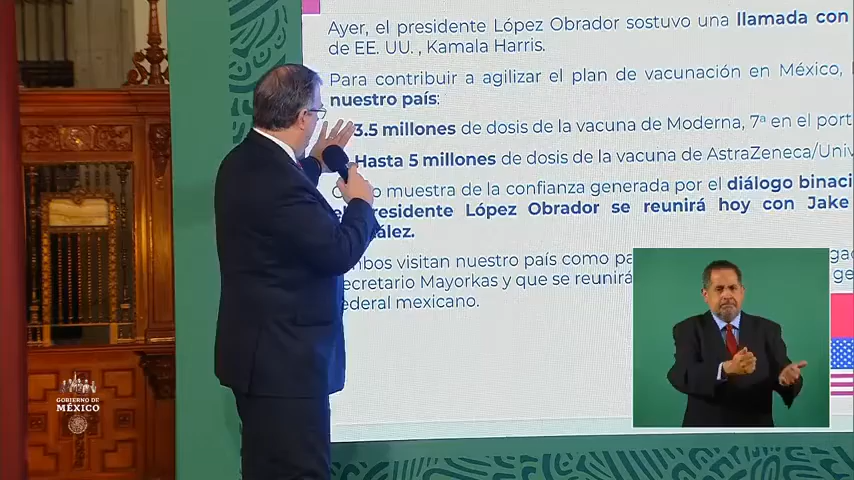 Ayer, el presidente López Obrador sostuvo una llamada con
de EE. UU., Kamala Harris.
Para contribuir a agilizar el plan de vacunación en México,
nuestro país:
3.5 millones de dosis de la vacuna de Moderna, 7ª en el port
Hasta 5 millones de dosis de la vacuna de AstraZeneca/Univ
o muestra de la confianza generada por el diálogo binaci
residente López Obrador se reunirá hoy con Jake
ález.
mbos visitan nuestro país como pa
gac
ecretario Mayorkas y que se reunirá
ge
ederal mexicano.
GOBIERNO DE
MÉXICO